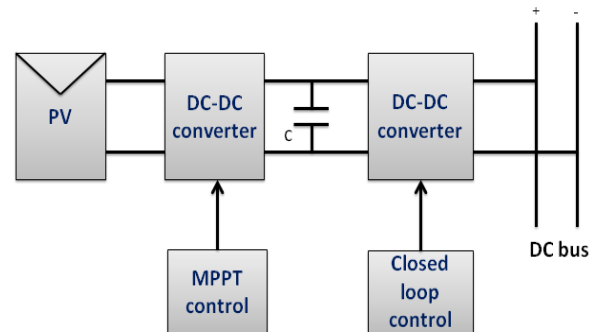 + -
PV
DC-DC
converter
C
DC-DC
converter
DC bus
MPPT
control
Closed
loop
control